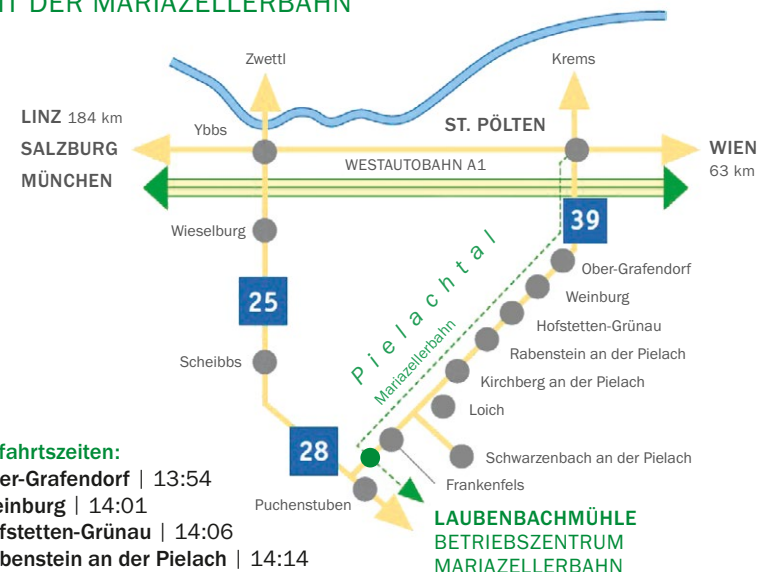 DER MARIAZELLERBAHN
Zwettl
Krems
LINZ 184 km
SALZBURG
MÜNCHEN
Ybbs
ST. PÖLTEN
WIEN
63 km
WESTAUTOBAHN A1
39
Wieselburg
Ober-Grafendorf
Weinburg
25
Hofstetten-Grünau
Pielachtal
Mariazellerbahn
Rabenstein an der Pielach
Scheibbs
Kirchberg an der Pielach
Loich
28
Schwarzenbach an der Pielach
Frankenfels
Puchenstuben
LAUBENBACHMÜHLE
BETRIEBSZENTRUM
MARIAZELLERBAHN
fahrtszeiten:
er-Grafendorf | 13:54
einburg | 14:01
fstetten-Grünau | 14:06
benstein an der Pielach | 14:14